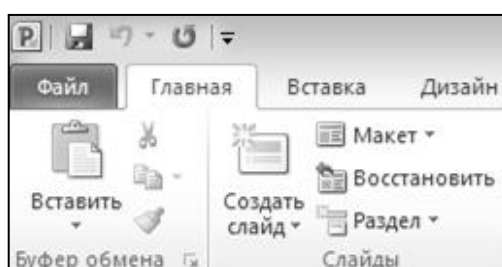 P
Файл Главная Вставка Дизайн
Вставить
Создать слайд
Макет
Восстановить
Раздел
Буфер обмена Слайды